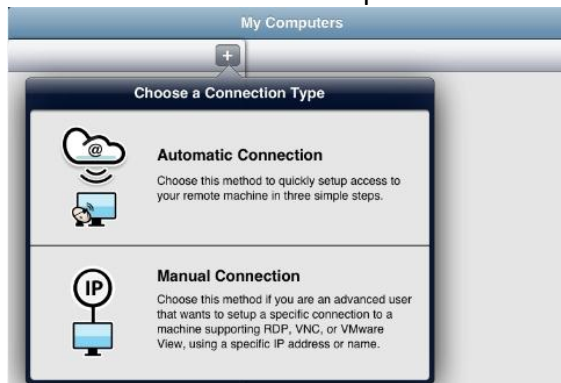 My Computers
+
Choose a Connection Type
@
Automatic Connection
Choose this method to quickly setup access to
your remote machine in three simple steps.
IP
Manual Connection
Choose this method if you are an advanced user
that wants to setup a specific connection to a
machine supporting RDP, VNC, or VMware
View, using a specific IP address or name.